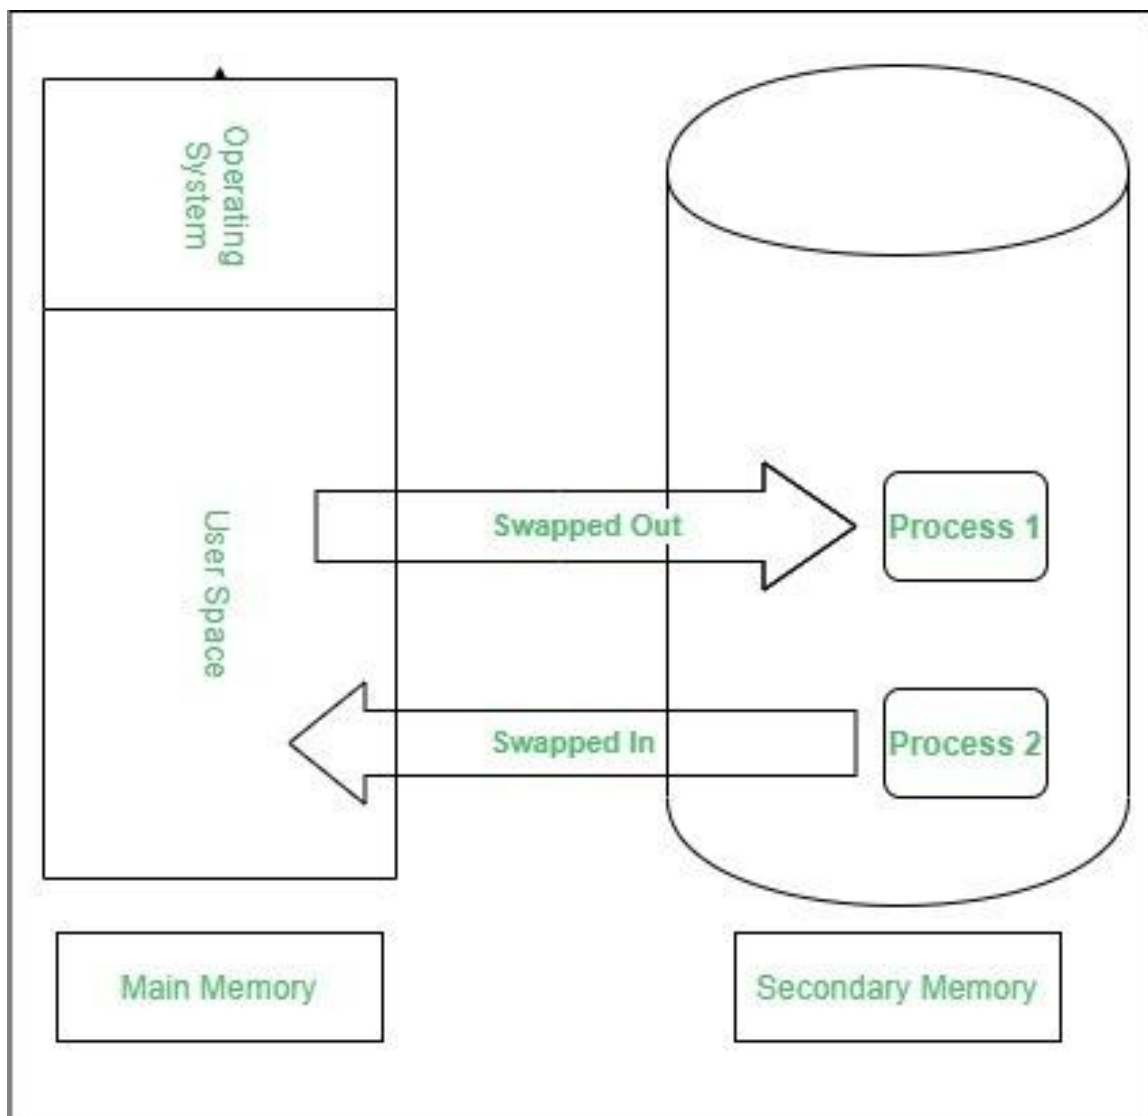 Operating
System
User Space
Swapped Out
Process 1
Swapped In
Process 2
Main Memory
Secondary Memory